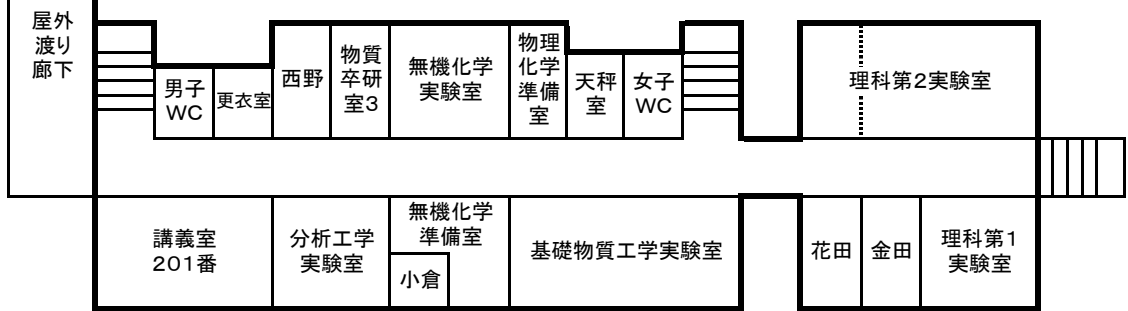 屋外
渡り
廊下
男子
WC
更衣室
西野
物質
卒研
室3
無機化学
実験室
物理
化学
準備
室
天秤
室
女子
WC
理科第2実験室
講義室
201番
分析工学
実験室
無機化学
準備室
小倉
基礎物質工学実験室
花田
金田
理科第1
実験室